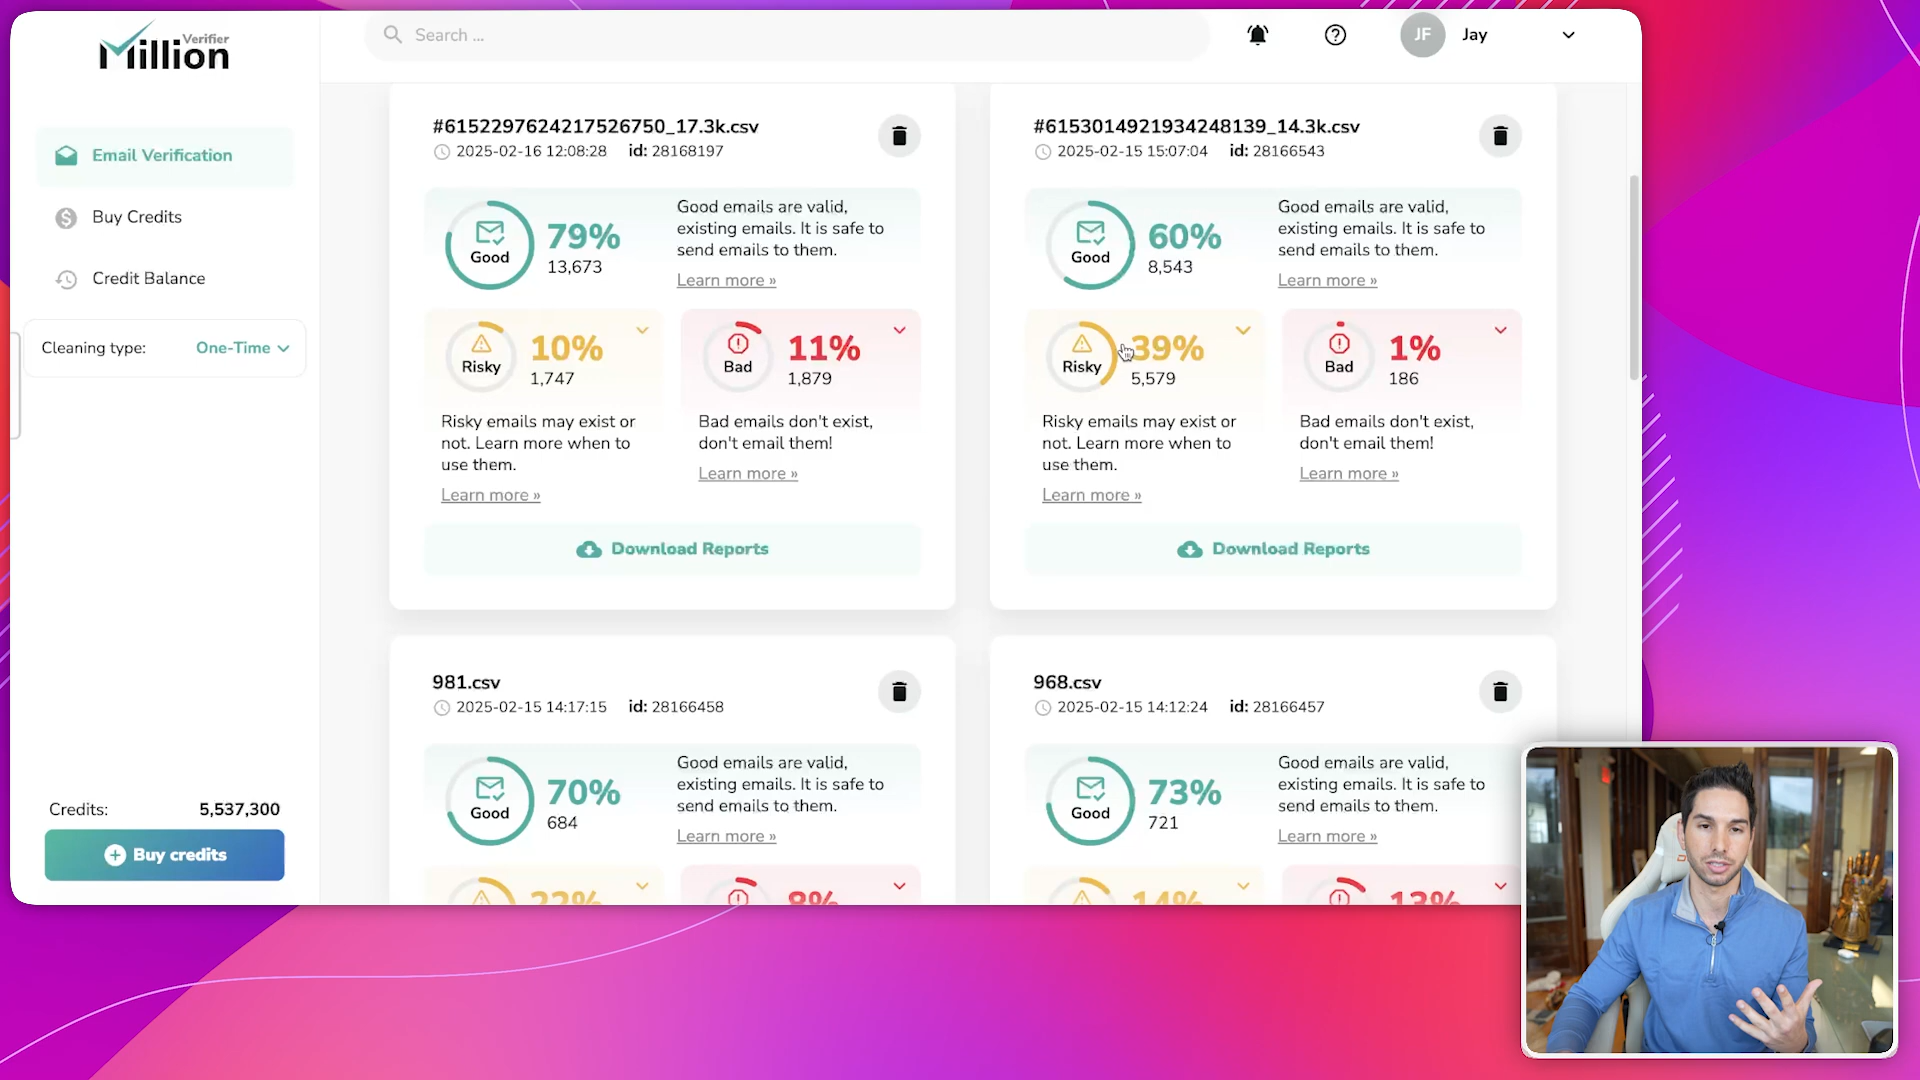 Verifier
Million
Search ...
JF
Jay
Email Verification
Buy Credits
Credit Balance
Cleaning type: One-Time
Credits: 5,537,300
Buy credits
#6152297624217526750_17.3k.csv
2025-02-16 12:08:28 id: 28168197
Good
79%
13,673
Good emails are valid,
existing emails. It is safe to
send emails to them.
Learn more »
Risky
10%
1,747
Risky emails may exist or
not. Learn more when to
use them.
Learn more »
Bad
11%
1,879
Bad emails don't exist,
don't email them!
Learn more »
Download Reports
#6153014921934248139_14.3k.csv
2025-02-15 15:07:04 id: 28166543
Good
60%
8,543
Good emails are valid,
existing emails. It is safe to
send emails to them.
Learn more »
Risky
39%
5,579
Risky emails may exist or
not. Learn more when to
use them.
Learn more »
Bad
1%
186
Bad emails don't exist,
don't email them!
Learn more »
Download Reports
981.csv
2025-02-15 14:17:15 id: 28166458
Good
70%
684
Good emails are valid,
existing emails. It is safe to
send emails to them.
Learn more »
22%
8%
968.csv
2025-02-15 14:12:24 id: 28166457
Good
73%
721
Good emails are valid,
existing emails. It is safe to
send emails to them.
Learn more »
14%
13%